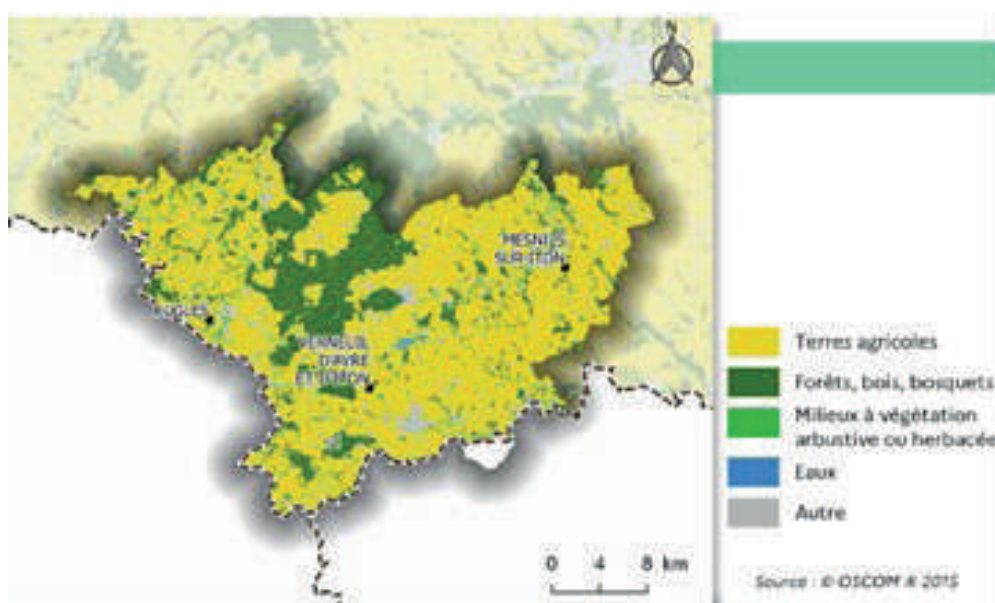 N
MESNILS
SUR-ITON
RUGLES
VERNEUIL
D'AVRE
ET D'ITON
Terres agricoles
Forêts, bois, bosquets
Milieux à végétation
arbustive ou herbacée
Eaux
Autre
0 4 8 km
Source : © OSCOM R 2015